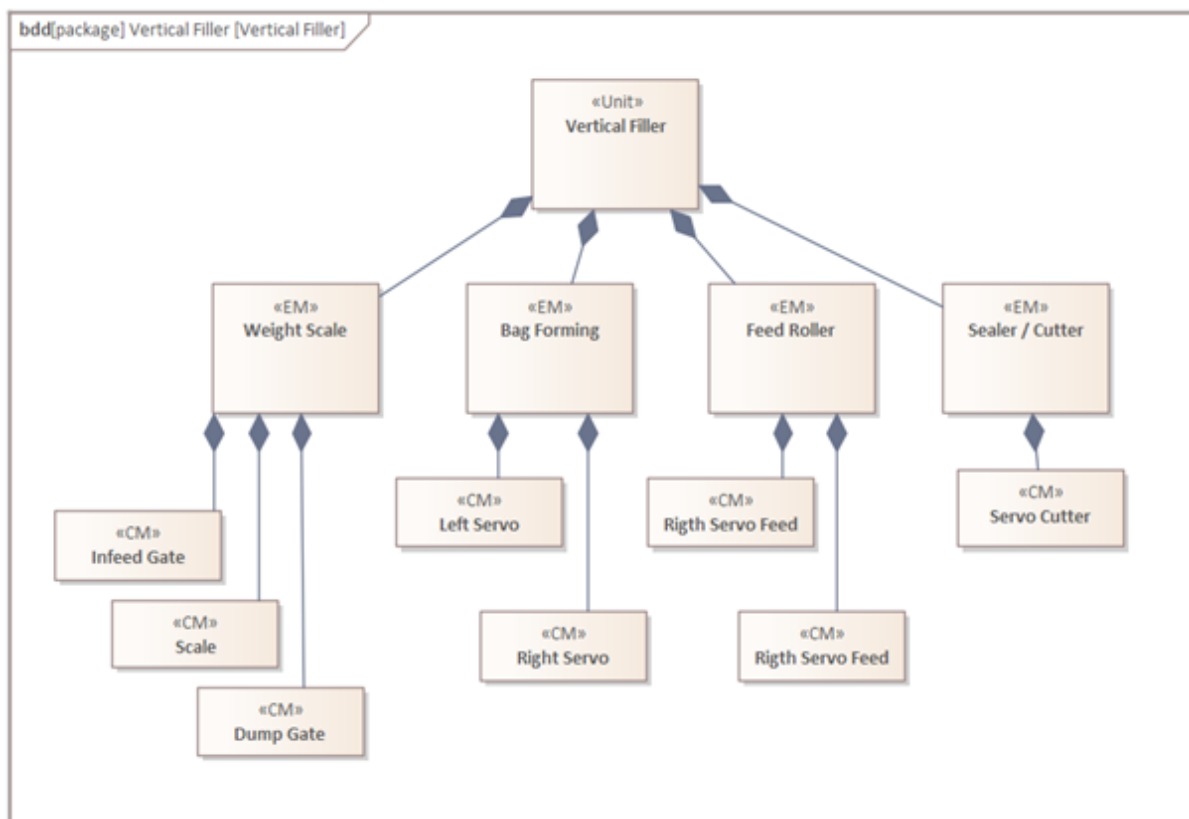 bdd[package] Vertical Filler [Vertical Filler]
«Unit»
Vertical Filler
«EM»
Weight Scale
«EM»
Bag Forming
«EM»
Feed Roller
«EM»
Sealer / Cutter
«CM»
Infeed Gate
«CM»
Scale
«CM»
Dump Gate
«CM»
Left Servo
«CM»
Right Servo
«CM»
Rigth Servo Feed
«CM»
Rigth Servo Feed
«CM»
Servo Cutter